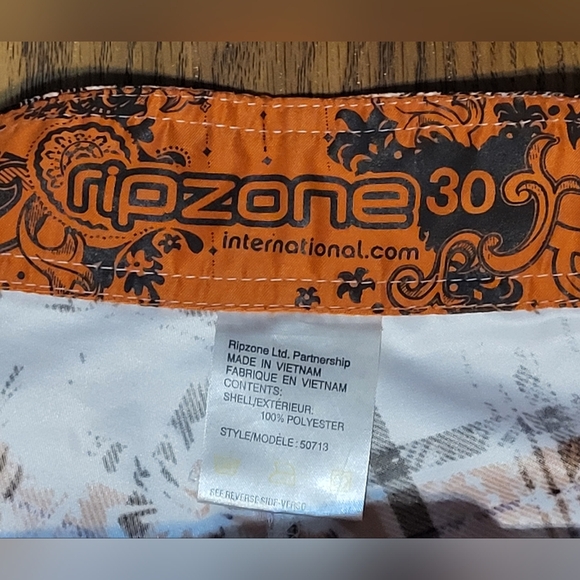 ripzone 30
international.com
Ripzone Ltd. Partnership
MADE IN VIETNAM
FABRIQUE EN VIETNAM
CONTENTS:
SHELL/EXTÉRIEUR:
100% POLYESTER
STYLE/MODÈLE: 50713
SEE REVERSE SIDE-VERSO